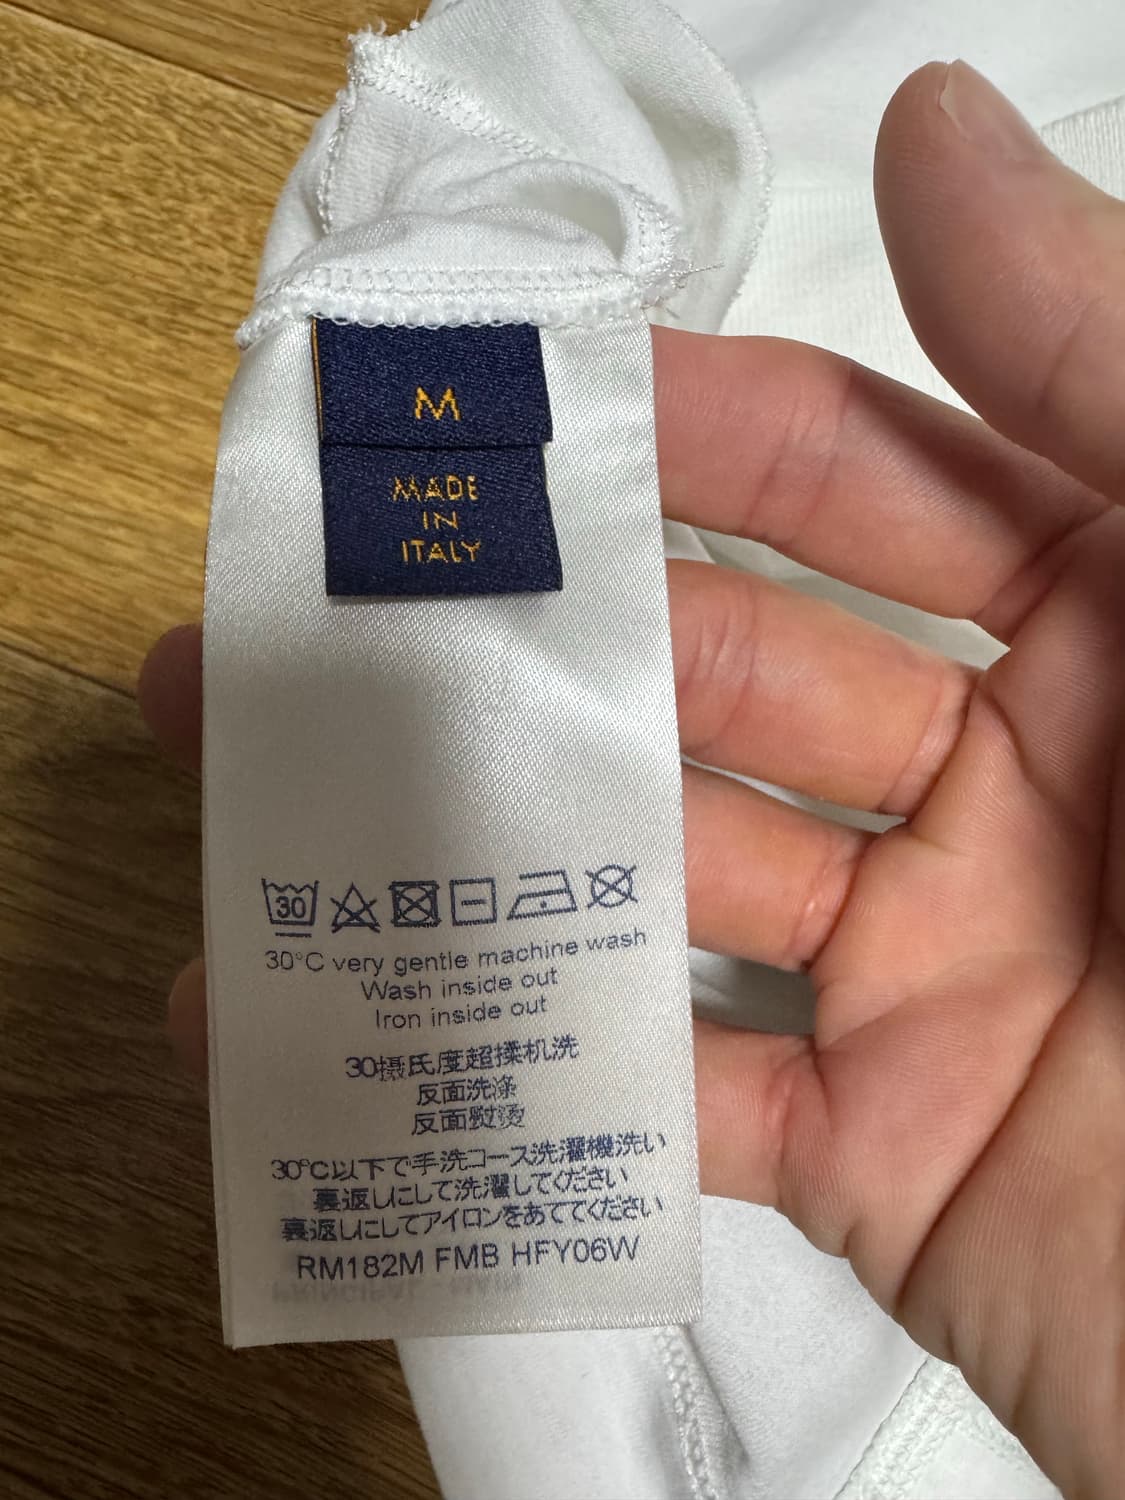 M
MADE
IN
ITALY
30
30°C very gentle machine wash
Wash inside out
Iron inside out
30摄氏度超揉机洗
反面洗涤
反面熨烫
30°C以下で手洗コース洗濯機洗い
裏返しにして洗濯してください
裏返しにしてアイロンをあててください
RM182M FMB HFY06W